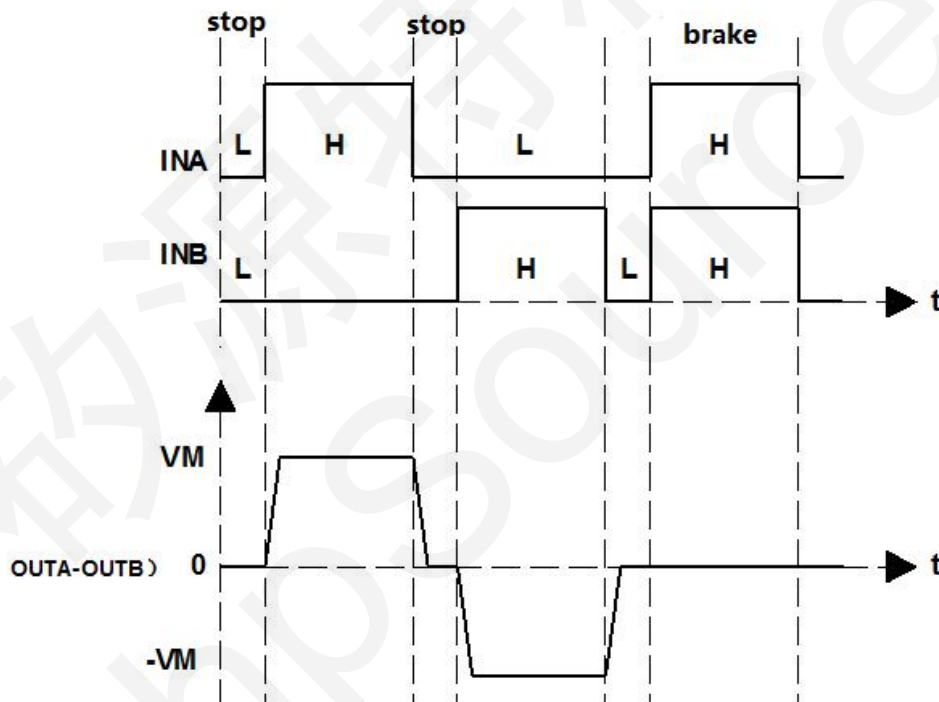 stop stop brake
INA L H L H
INB L H L H
t
VM
OUTA-OUTB） 0 t
-VM